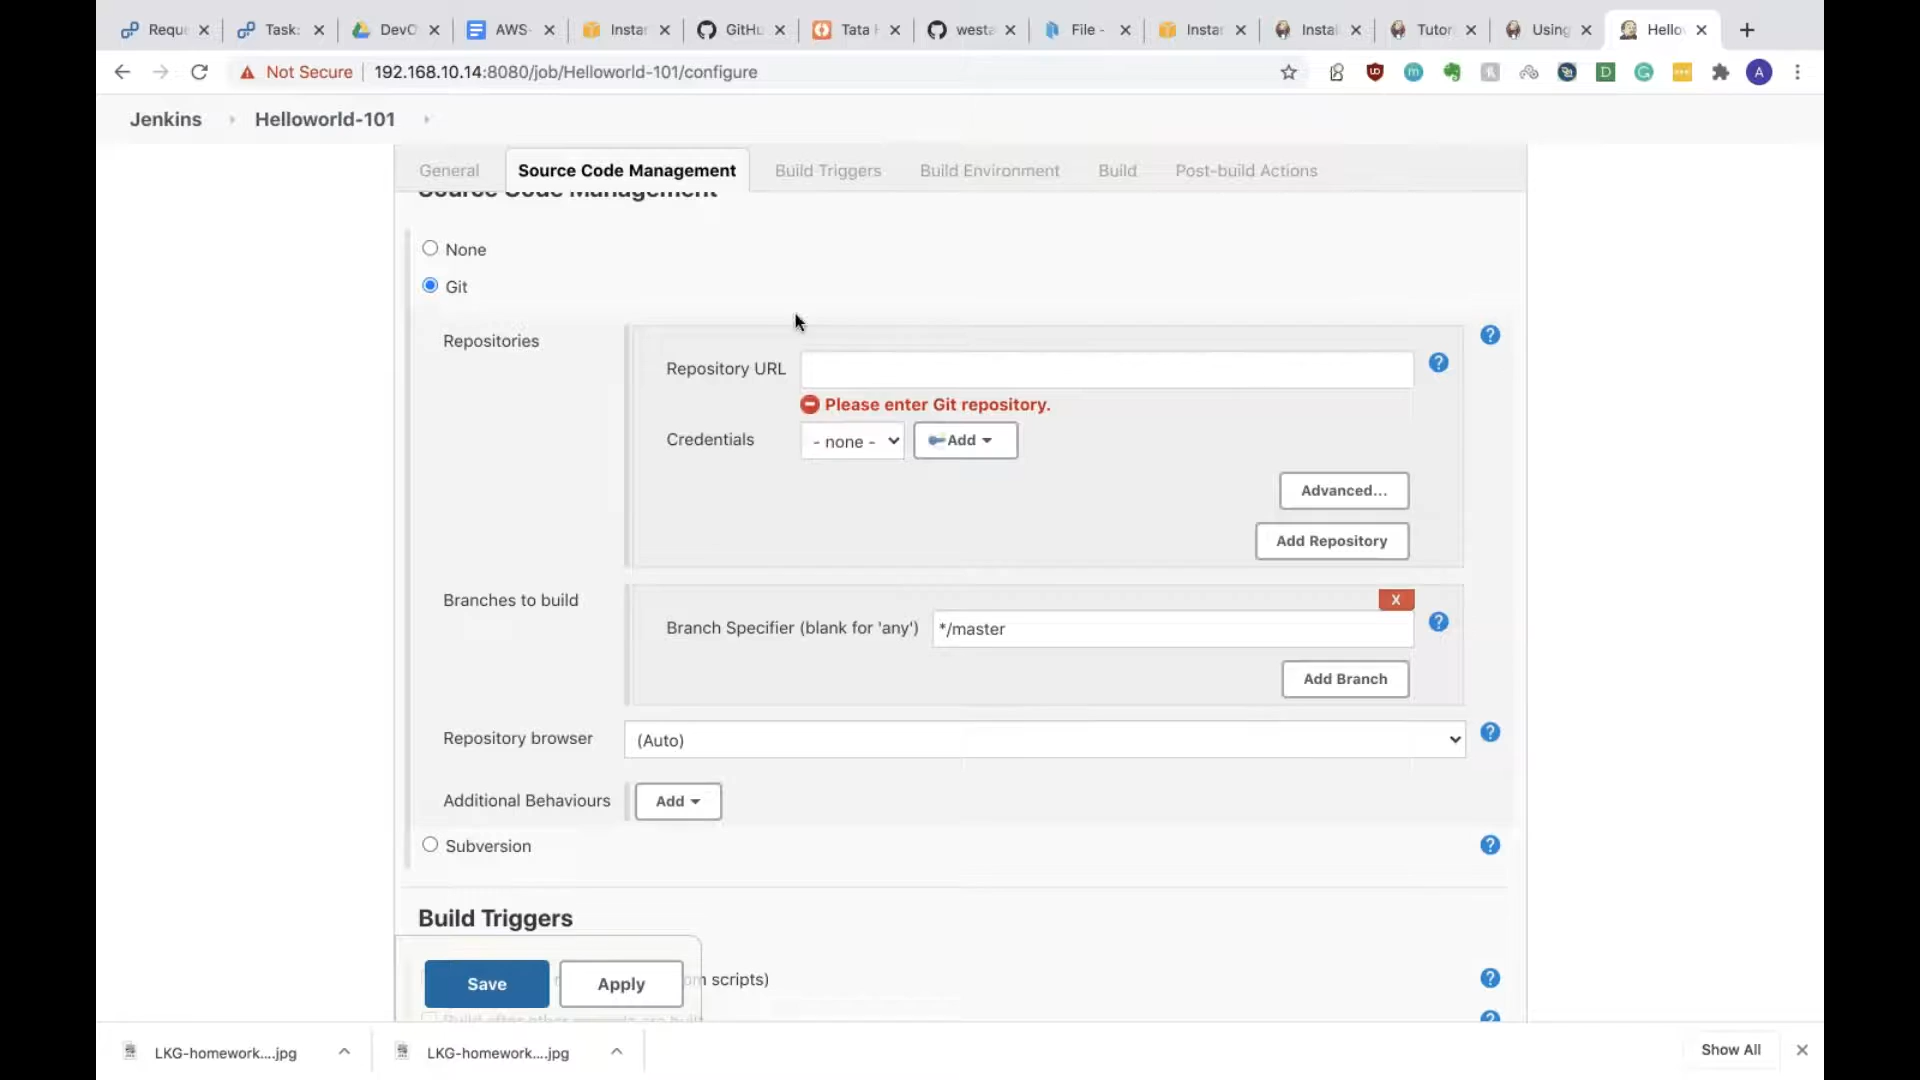 Reque
Task:
DevO
AWS-
Instan
GitHu
Tata H
westa
File -
Instan
Instal
Tutor
Using
Hello
Not Secure
192.168.10.14:8080/job/Helloworld-101/configure
A
Jenkins
Helloworld-101
General
Source Code Management
Build Triggers
Build Environment
Build
Post-build Actions
Source Code Management
None
Git
Repositories
Repository URL
Please enter Git repository.
Credentials
- none -
Add
Advanced...
Add Repository
Branches to build
X
Branch Specifier (blank for 'any')
*/master
Add Branch
Repository browser
(Auto)
Additional Behaviours
Add
Subversion
Build Triggers
Save
Apply
scripts)
LKG-homework....jpg
LKG-homework....jpg
Show All